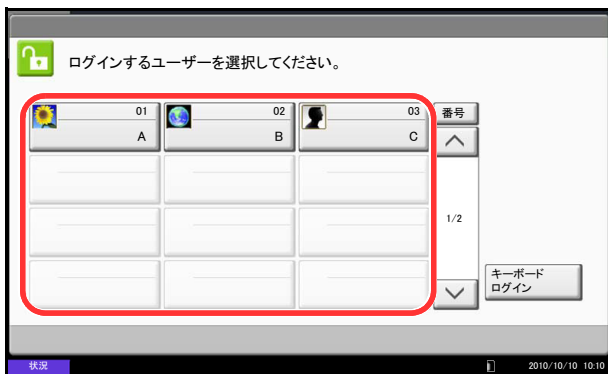 ログインするユーザーを選択してください。
01 02 03 番号
A B C
1/2
キーボード
ログイン
状況 2010/10/10 10:10